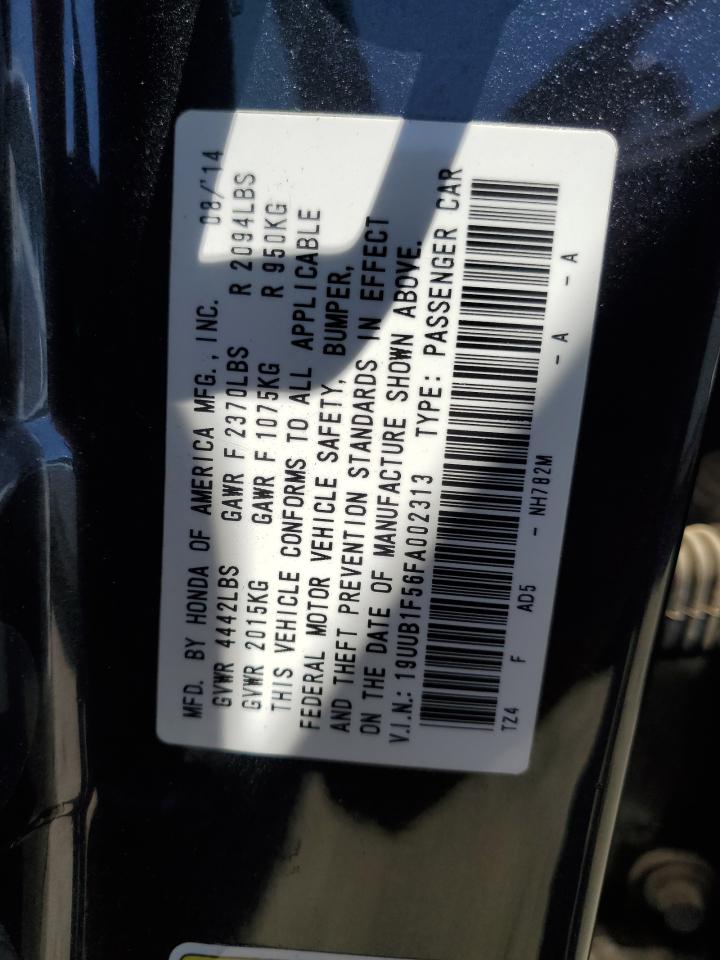 MFD. BY HONDA OF AMERICA MFG., INC. 08/'14
GVWR 4442LBS GAWR F 2370LBS R 2094LBS
GVWR 2015KG GAWR F 1075KG R 950KG
THIS VEHICLE CONFORMS TO ALL APPLICABLE
FEDERAL MOTOR VEHICLE SAFETY, BUMPER,
AND THEFT PREVENTION STANDARDS IN EFFECT
ON THE DATE OF MANUFACTURE SHOWN ABOVE.
V.I.N.: 19UUB1F56FA002313 TYPE: PASSENGER CAR
TZ4 F AD5 - NH782M - A - A